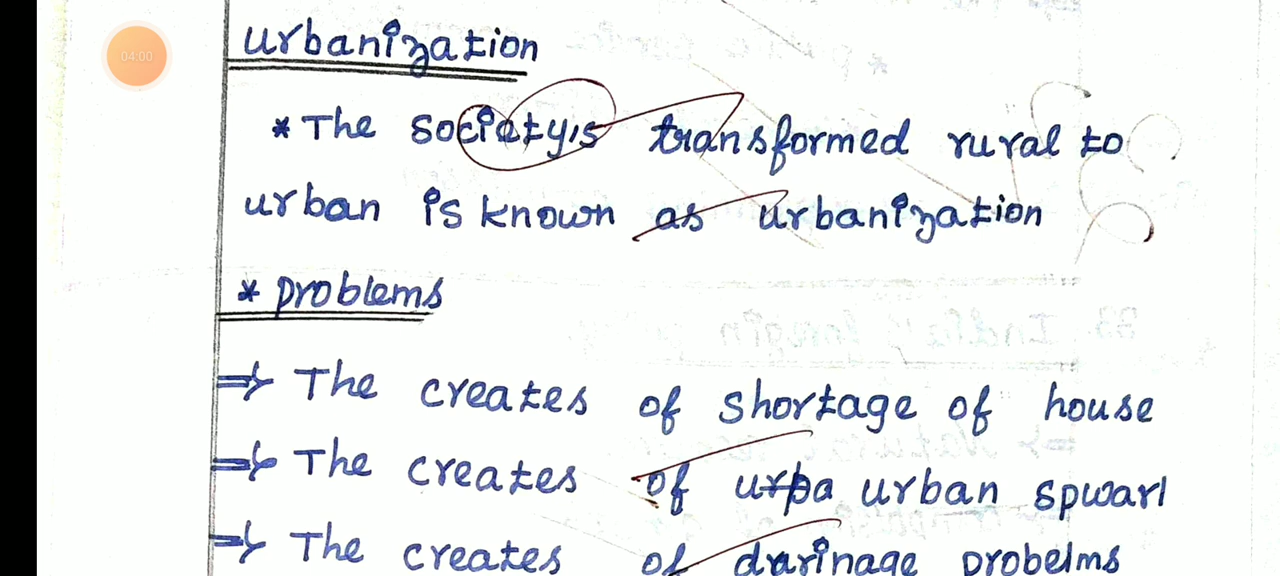 04:00
urbanization
* The society is transformed rural to
urban is known as urbanization
* problems
⇒ The creates of shortage of house
⇒ The creates of urpa urban spwarl
⇒ The creates of darinage probelms